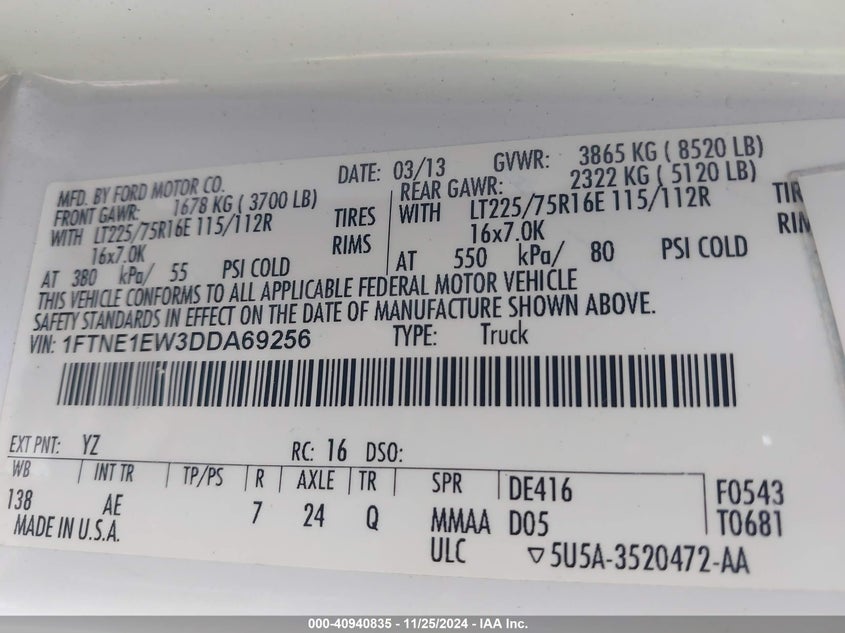 MFD. BY FORD MOTOR CO. DATE: 03/13 GVWR: 3865 KG ( 8520 LB)
FRONT GAWR: 1678 KG ( 3700 LB) REAR GAWR: 2322 KG ( 5120 LB)
WITH LT225/75R16E 115/112R TIRES WITH LT225/75R16E 115/112R
16x7.0K RIMS 16x7.0K
AT 380 kPa/ 55 PSI COLD AT 550 kPa/ 80 PSI COLD
THIS VEHICLE CONFORMS TO ALL APPLICABLE FEDERAL MOTOR VEHICLE
SAFETY STANDARDS IN EFFECT ON THE DATE OF MANUFACTURE SHOWN ABOVE.
VIN: 1FTNE1EW3DDA69256 TYPE: Truck
EXT PNT: YZ RC: 16 DSO:
WB INT TR TP/PS R AXLE TR SPR DE416 F0543
138 AE 7 24 Q MMAA D05 T0681
MADE IN U.S.A. ULC ▽5U5A-3520472-AA
000-40940835 - 11/25/2024 - IAA Inc.